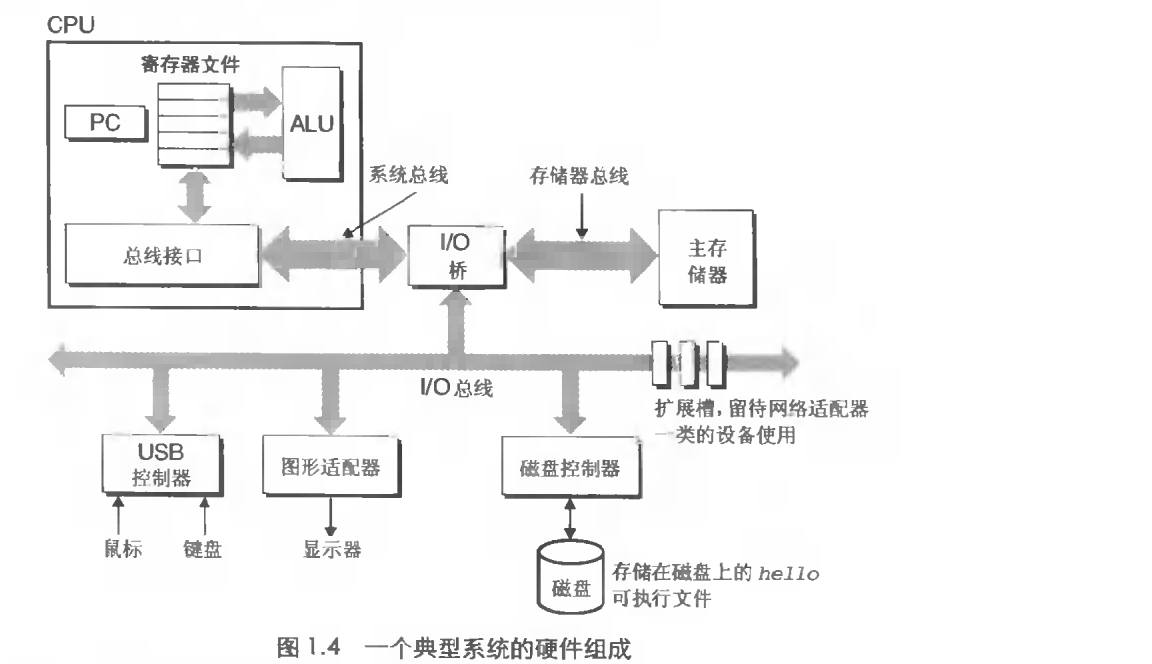 CPU
寄存器文件
PC
ALU
系统总线
存储器总线
总线接口
I/O
桥
主存
储器
I/O总线
扩展槽，留待网络适配器
一类的设备使用
USB
控制器
图形适配器
磁盘控制器
鼠标
键盘
显示器
磁盘
存储在磁盘上的hello
可执行文件
图 1.4 一个典型系统的硬件组成